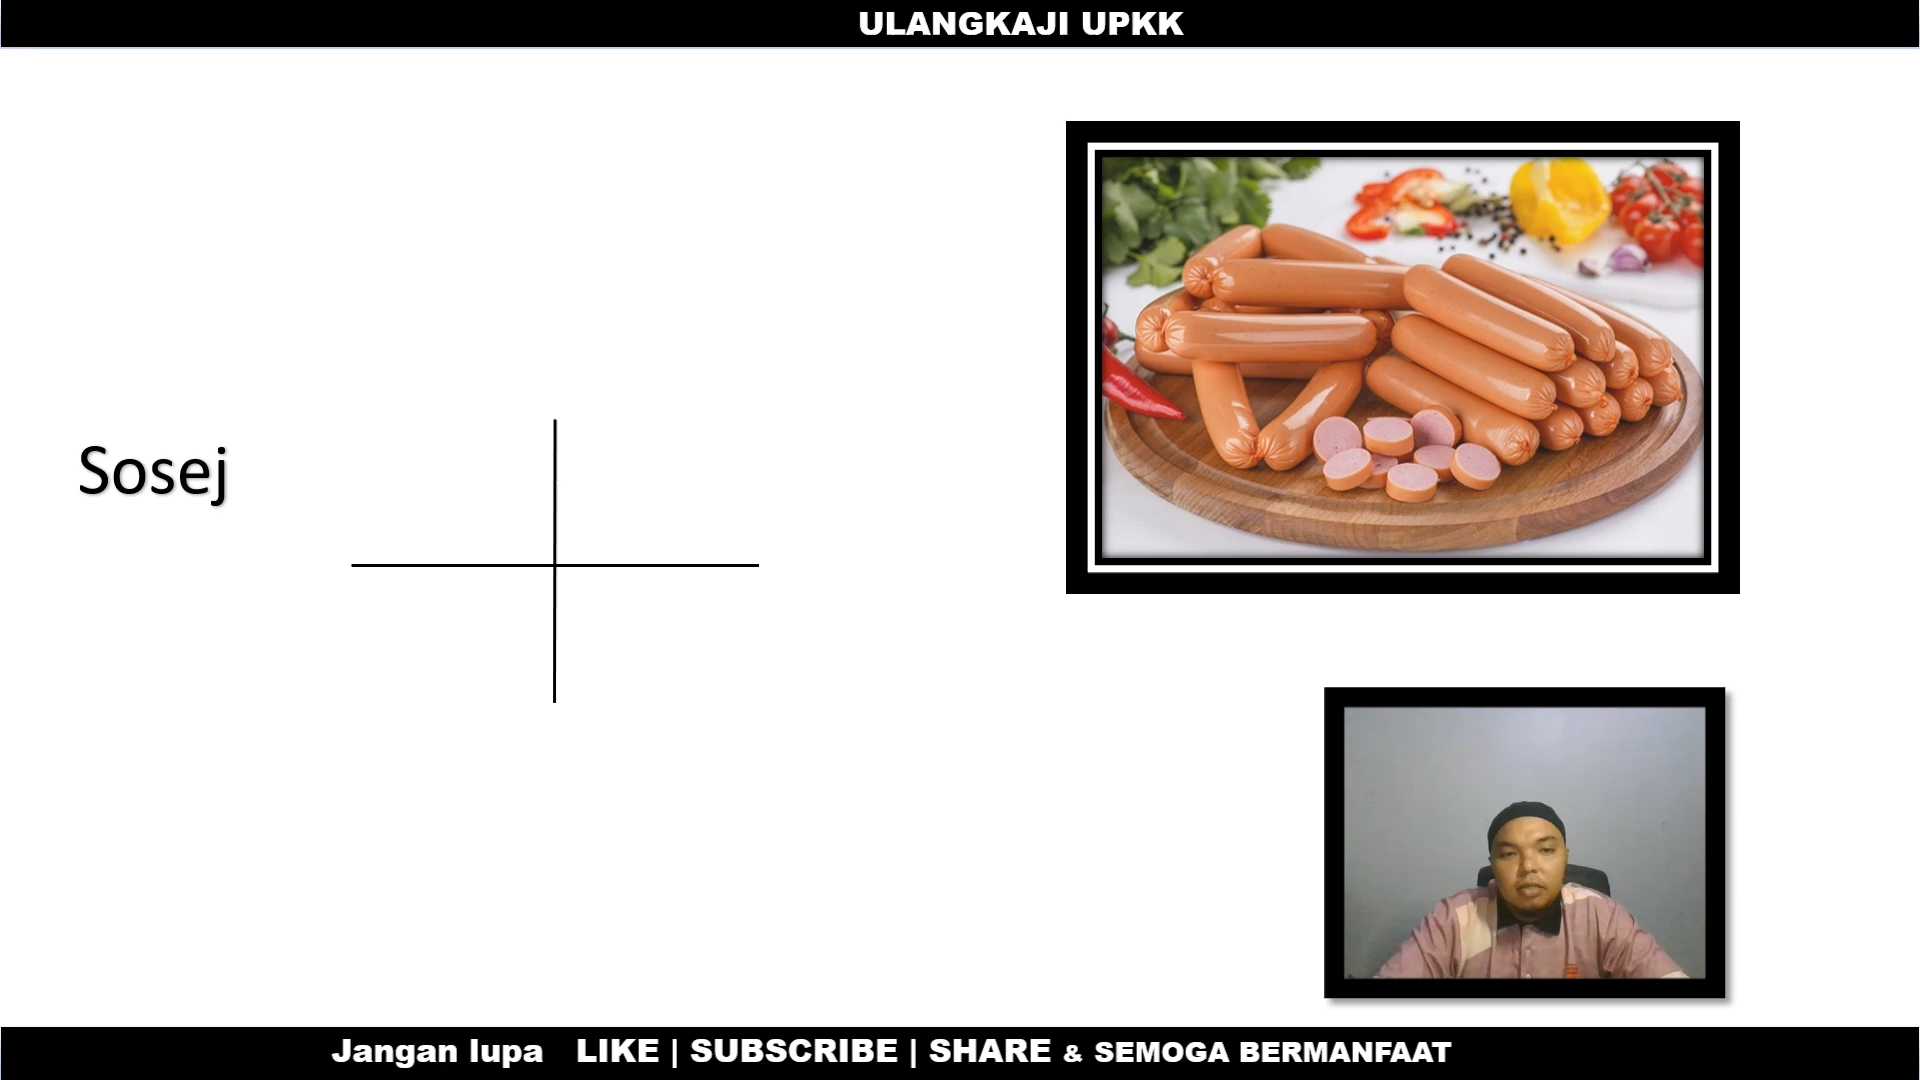 ULANGKAJI UPKK
Sosej
Jangan lupa LIKE | SUBSCRIBE | SHARE & SEMOGA BERMANFAAT